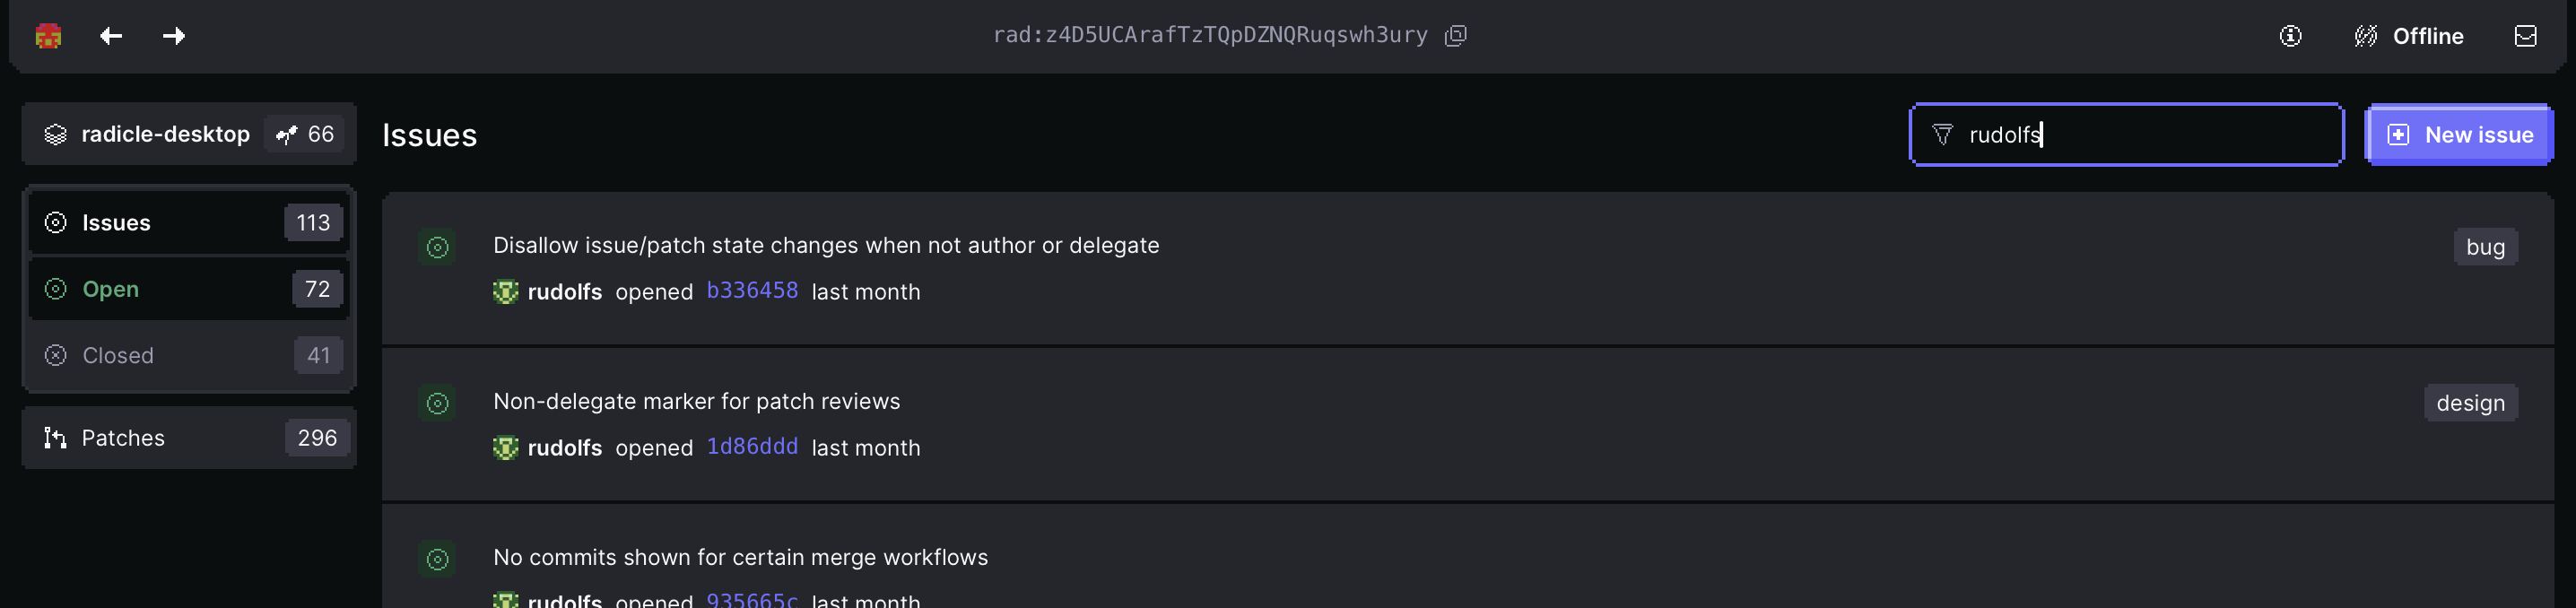 rad:z4D5UCArafTzTQpDZNQRuqswh3ury
Offline
radicle-desktop 66
Issues
rudolfs
New issue
Issues 113
Open 72
Closed 41
Patches 296
Disallow issue/patch state changes when not author or delegate
bug
rudolfs opened b336458 last month
Non-delegate marker for patch reviews
design
rudolfs opened 1d86ddd last month
No commits shown for certain merge workflows
rudolfs opened 935665c last month